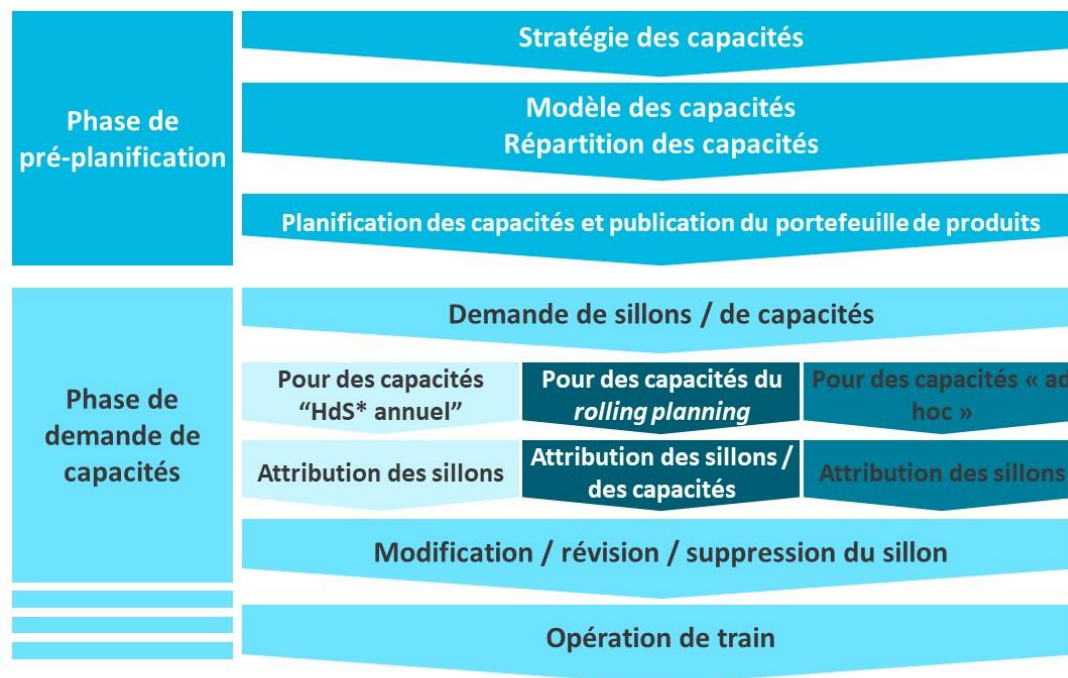 Stratégie des capacités
Phase de
pré-planification
Modèle des capacités
Répartition des capacités
Planification des capacités et publication du portefeuille de produits
Demande de sillons / de capacités
Phase de
demande de
capacités
Pour des capacités
“HdS* annuel”
Pour des capacités du
rolling planning
Pour des capacités « ad
hoc »
Attribution des sillons
Attribution des sillons /
des capacités
Attribution des sillons
Modification / révision / suppression du sillon
Opération de train